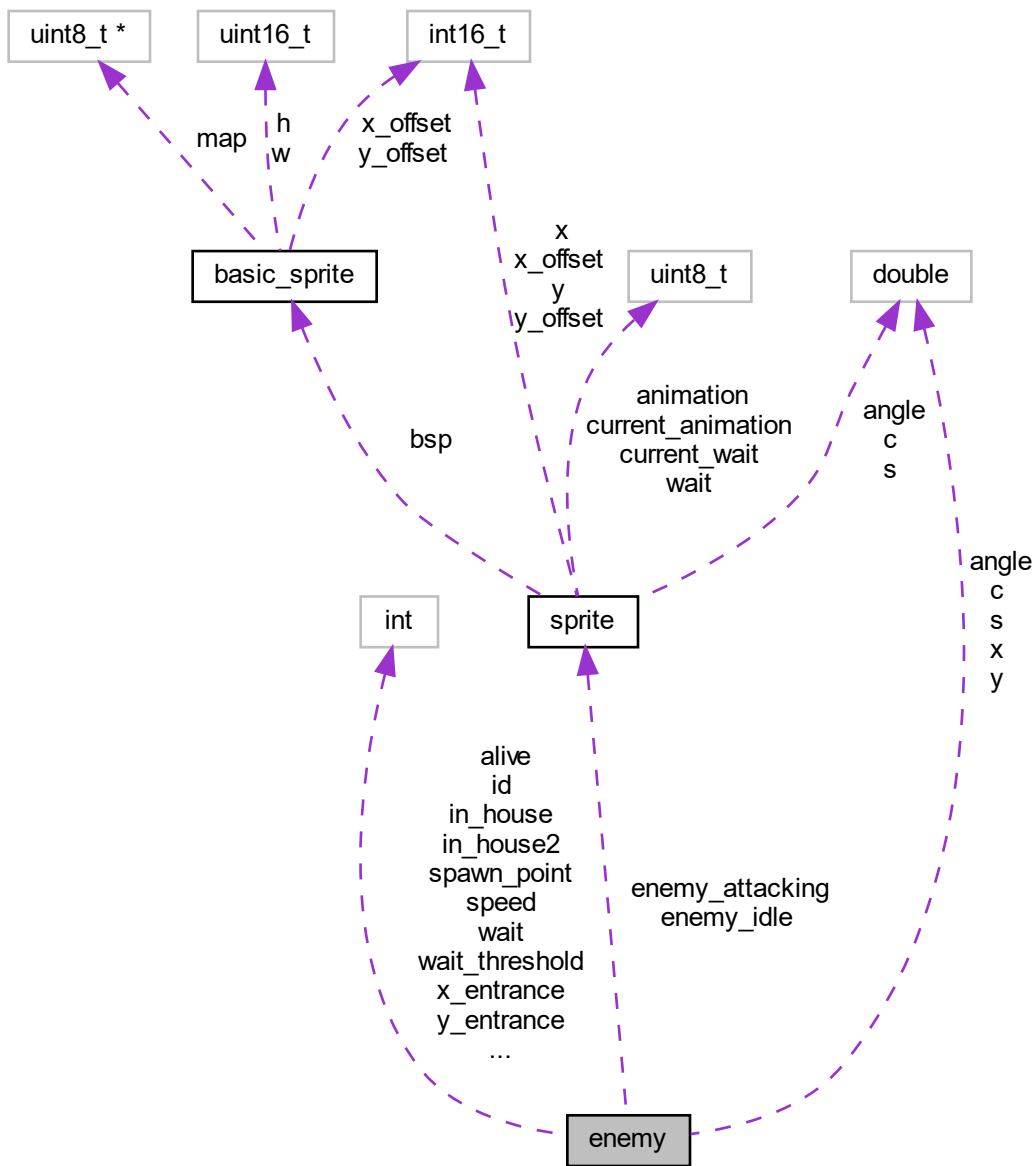 uint8_t *
uint16_t
int16_t
map
h
w
x_offset
y_offset
basic_sprite
x
x_offset
y
y_offset
uint8_t
double
bsp
animation
current_animation
current_wait
wait
angle
c
s
angle
c
s
x
y
int
sprite
alive
id
in_house
in_house2
spawn_point
speed
wait
wait_threshold
x_entrance
y_entrance
...
enemy_attacking
enemy_idle
enemy